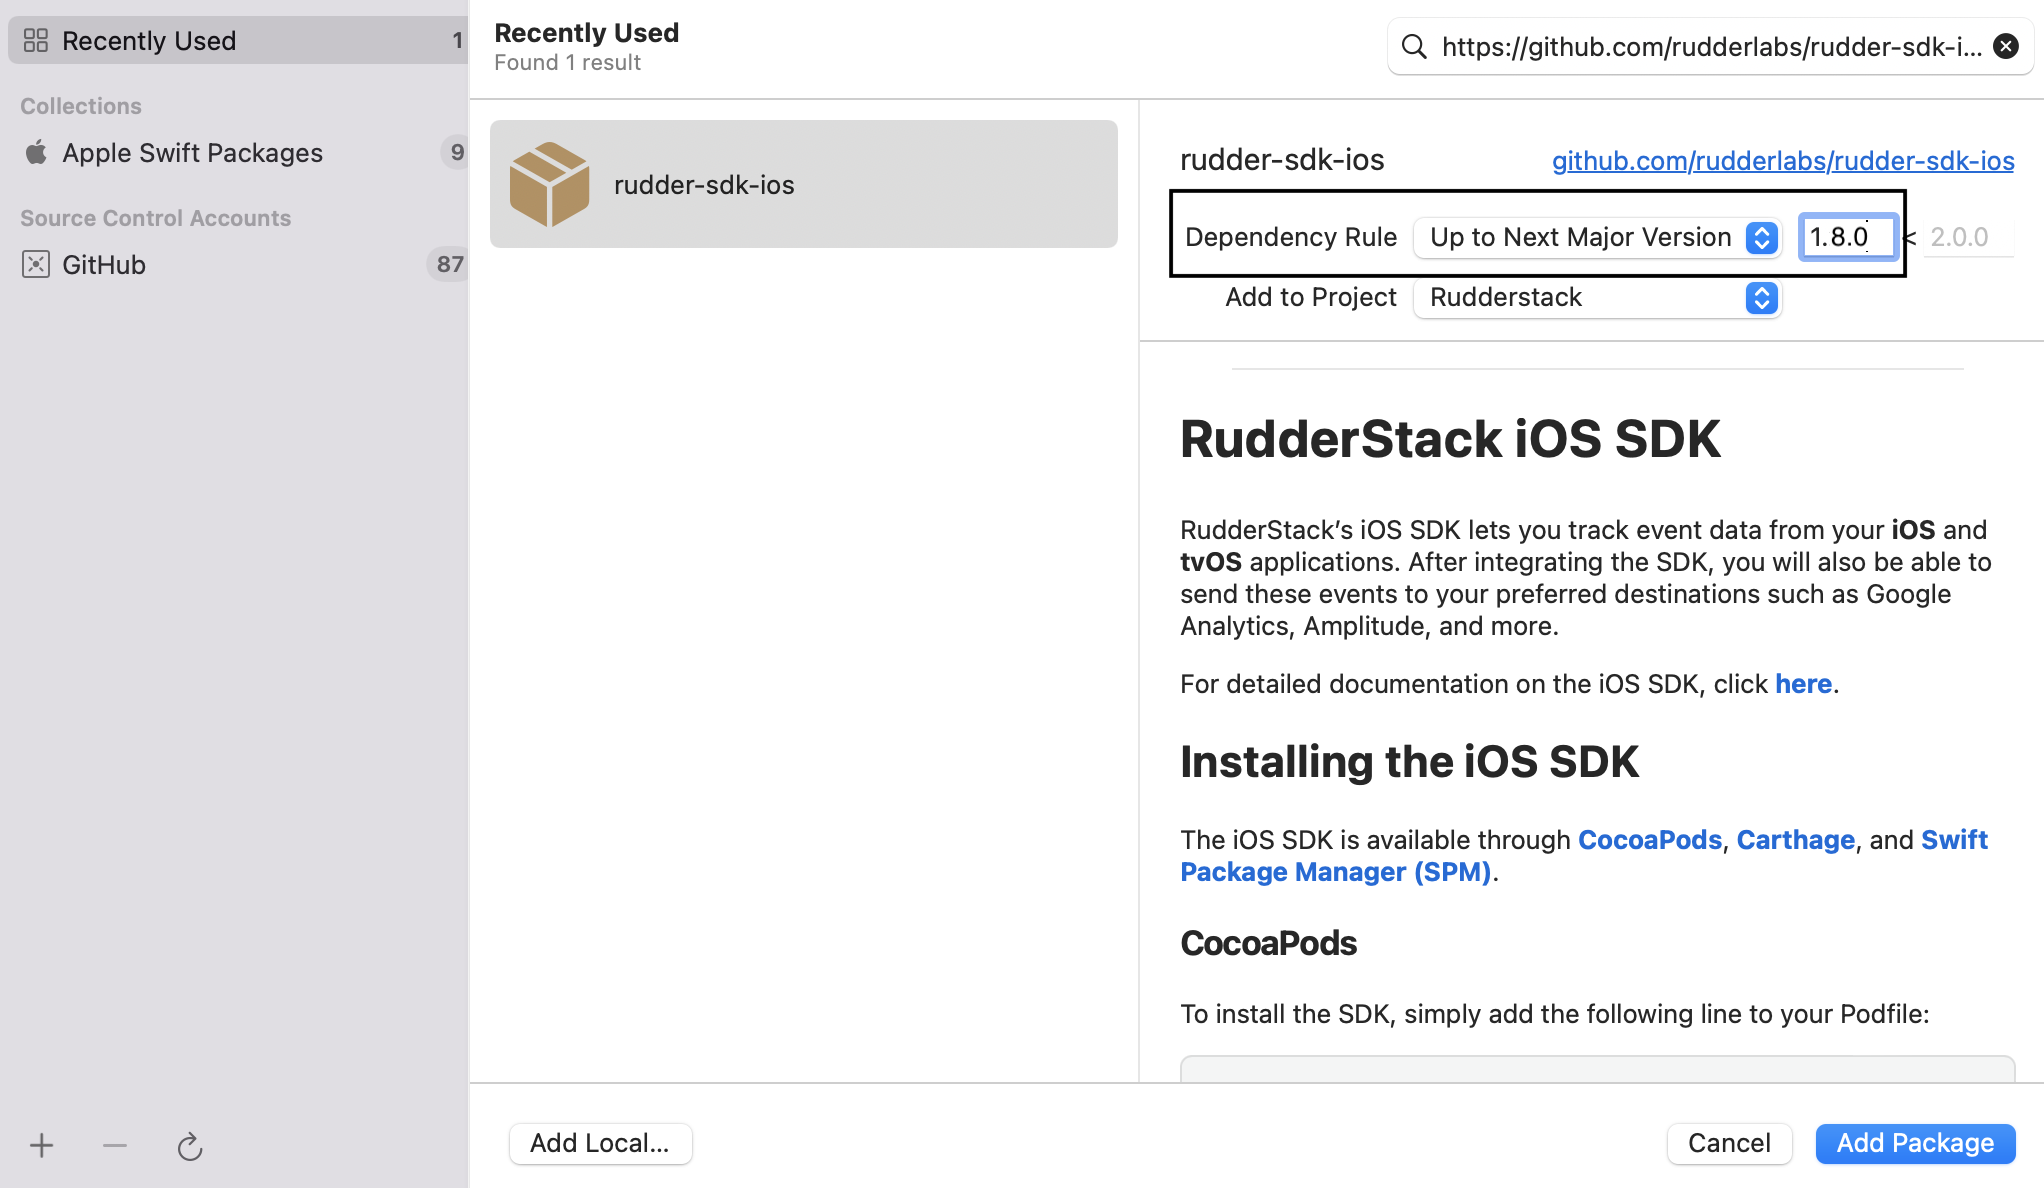 Recently Used 1
Collections
Apple Swift Packages 9
Source Control Accounts
GitHub 87
Recently Used
Found 1 result
https://github.com/rudderlabs/rudder-sdk-i...
rudder-sdk-ios
rudder-sdk-ios github.com/rudderlabs/rudder-sdk-ios
Dependency Rule Up to Next Major Version 1.8.0 < 2.0.0
Add to Project Rudderstack
RudderStack iOS SDK
RudderStack’s iOS SDK lets you track event data from your iOS and
tvOS applications. After integrating the SDK, you will also be able to
send these events to your preferred destinations such as Google
Analytics, Amplitude, and more.
For detailed documentation on the iOS SDK, click here.
Installing the iOS SDK
The iOS SDK is available through CocoaPods, Carthage, and Swift
Package Manager (SPM).
CocoaPods
To install the SDK, simply add the following line to your Podfile:
Add Local... Cancel Add Package